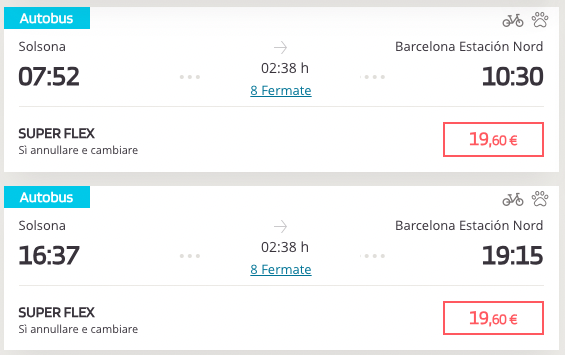 Autobus
Solsona Barcelona Estación Nord
07:52 02:38 h 10:30
8 Fermate
SUPER FLEX 19,60 €
Sì annullare e cambiare
Autobus
Solsona Barcelona Estación Nord
16:37 02:38 h 19:15
8 Fermate
SUPER FLEX 19,60 €
Sì annullare e cambiare